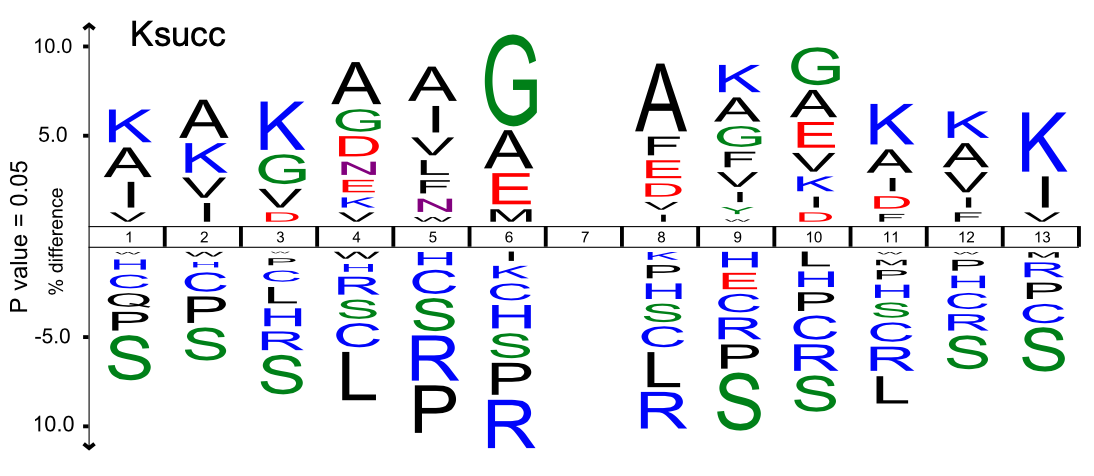 Ksucc
10.0
5.0
-5.0
10.0
P value = 0.05
% difference
K A I V
A K V I
K G V D
A G D N E K V
A I V L F N W
G A E M
A F E D V I
K A G F V I Y W
G A E V K I D
K A I D F
K A V I F
K I V
1 2 3 4 5 6 7 8 9 10 11 12 13
W H C Q P S
W H C P S
W P C L H R S
W H R S C L
H C S R P
I K C H S P R
K P H S C L R
H E C R P S
L H P C R S
W M P H S C R L
W P H C R S
M R P C S